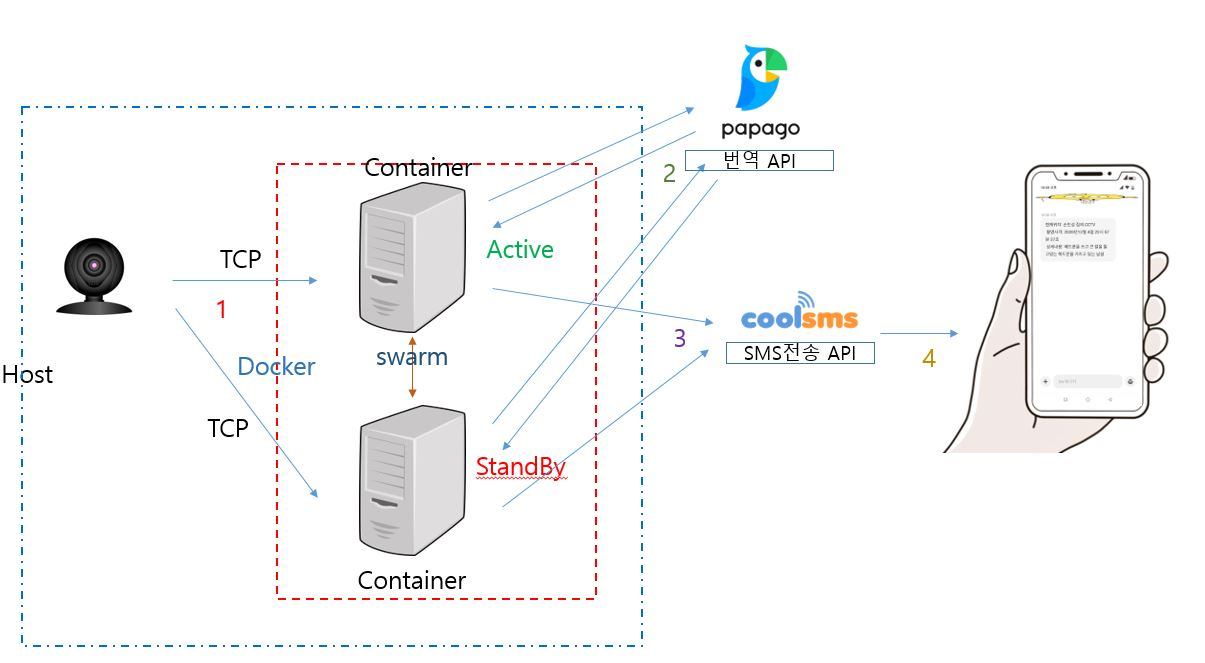 papago
번역 API
Container
2
Active
TCP
1
coolsms
SMS전송 API
3
4
swarm
Docker
Host
TCP
StandBy
Container